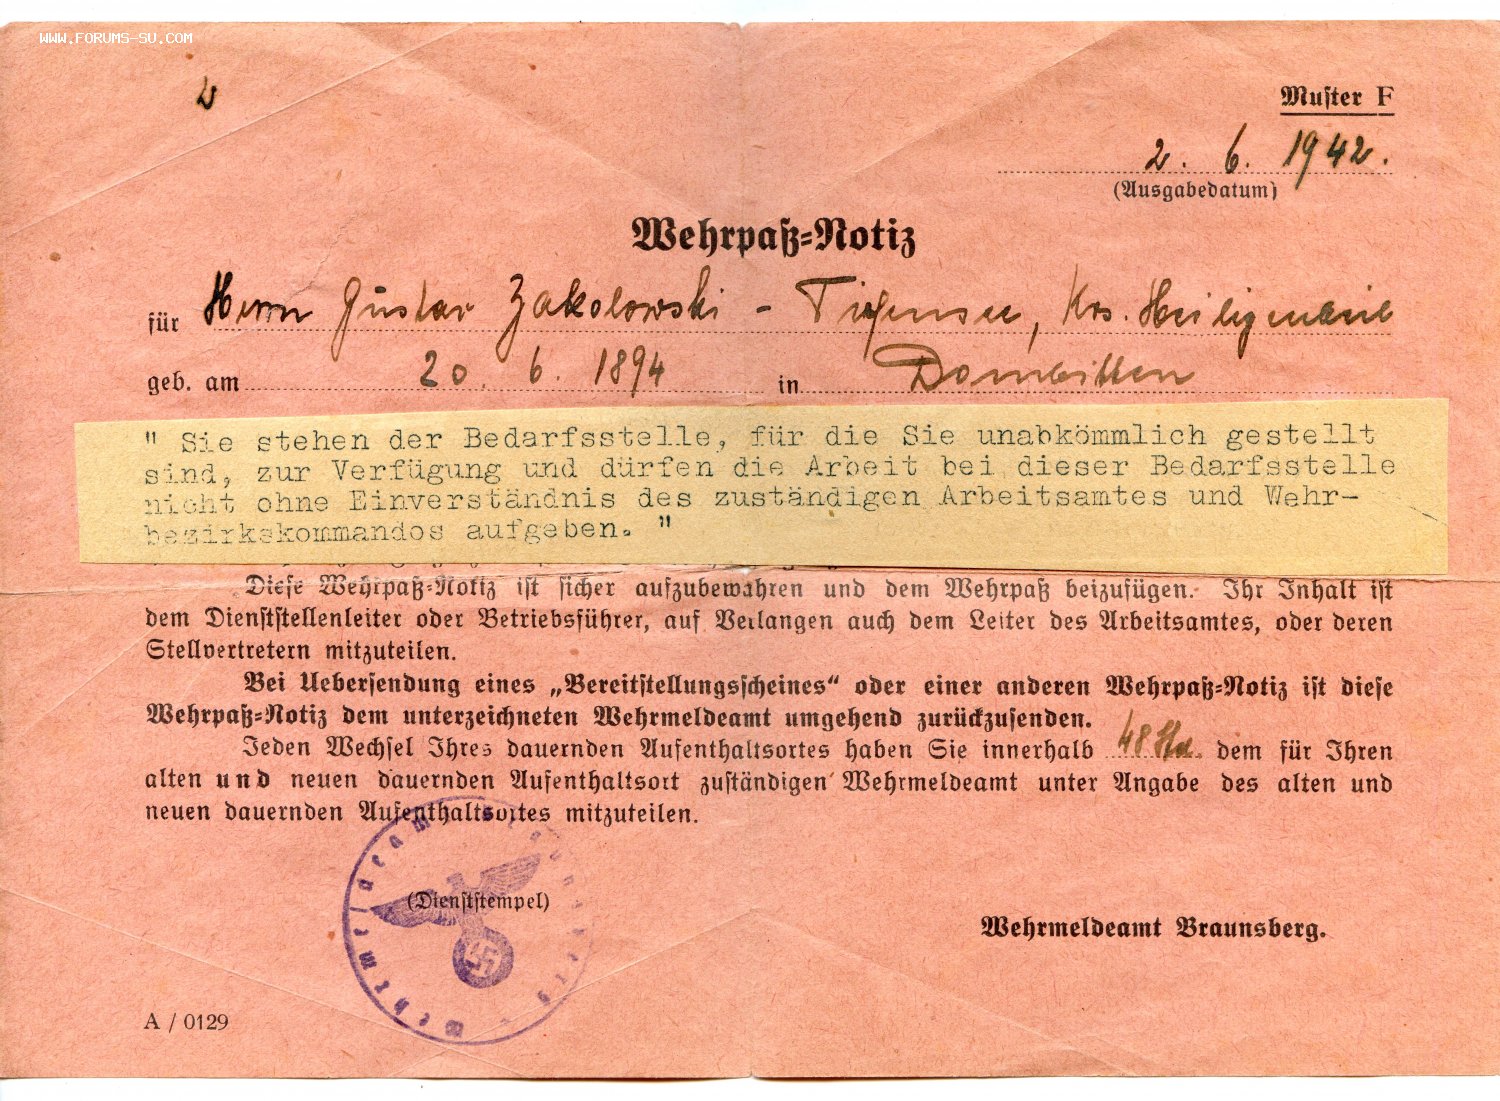 WWW.FORUMS-SU.COM
Muster F
2. 6. 1942.
(Ausgabedatum)
Wehrpaß=Notiz
für Herrn Gustav Zakolowski - Tiefensee, Krs. Heiligenbeil
geb. am 20. 6. 1894 in Dombitten
" Sie stehen der Bedarfsstelle, für die Sie unabkömmlich gestellt
sind, zur Verfügung und dürfen die Arbeit bei dieser Bedarfsstelle
nicht ohne Einverständnis des zuständigen Arbeitsamtes und Wehr-
bezirkskommandos aufgeben. "
Diese Wehrpaß=Notiz ist sicher aufzubewahren und dem Wehrpaß beizufügen. Ihr Inhalt ist
dem Dienststellenleiter oder Betriebsführer, auf Verlangen auch dem Leiter des Arbeitsamtes, oder deren
Stellvertretern mitzuteilen.
Bei Uebersendung eines „Bereitstellungsscheines“ oder einer anderen Wehrpaß=Notiz ist diese
Wehrpaß=Notiz dem unterzeichneten Wehrmeldeamt umgehend zurückzusenden.
Jeden Wechsel Ihres dauernden Aufenthaltsortes haben Sie innerhalb 48 Std. dem für Ihren
alten und neuen dauernden Aufenthaltsort zuständigen Wehrmeldeamt unter Angabe des alten und
neuen dauernden Aufenthaltsortes mitzuteilen.
(Dienststempel)
Wehrmeldeamt
Wehrmeldeamt Braunsberg.
A / 0129